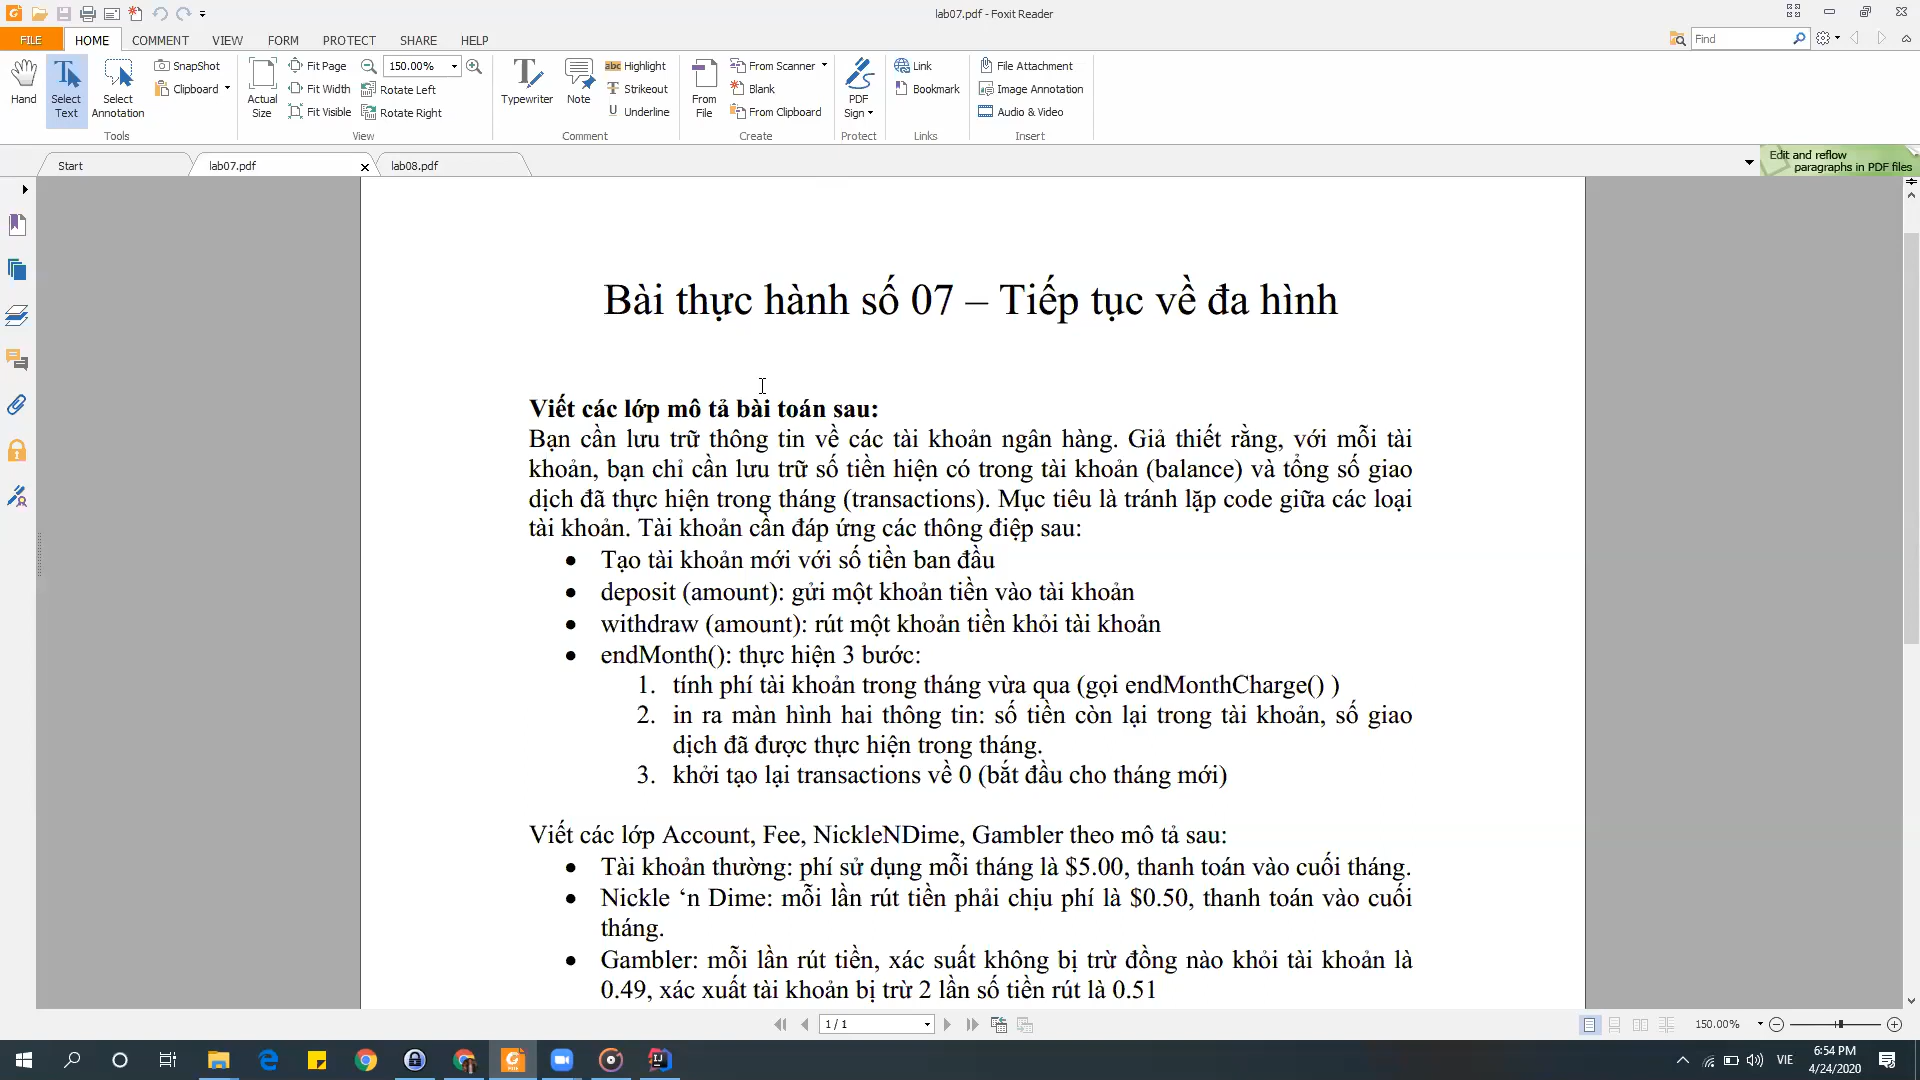 lab07.pdf - Foxit Reader
FILE HOME COMMENT VIEW FORM PROTECT SHARE HELP
Find
Hand
Select Text
Select Annotation
SnapShot
Clipboard
Tools
Actual Size
Fit Page
Fit Width
Fit Visible
150.00%
Rotate Left
Rotate Right
View
Typewriter
Note
Highlight
Strikeout
Underline
Comment
From File
From Scanner
Blank
From Clipboard
Create
PDF Sign
Protect
Link
Bookmark
Links
File Attachment
Image Annotation
Audio & Video
Insert
Start
lab07.pdf
lab08.pdf
Edit and reflow
paragraphs in PDF files
Bài thực hành số 07 – Tiếp tục về đa hình
Viết các lớp mô tả bài toán sau:
Bạn cần lưu trữ thông tin về các tài khoản ngân hàng. Giả thiết rằng, với mỗi tài
khoản, bạn chỉ cần lưu trữ số tiền hiện có trong tài khoản (balance) và tổng số giao
dịch đã thực hiện trong tháng (transactions). Mục tiêu là tránh lặp code giữa các loại
tài khoản. Tài khoản cần đáp ứng các thông điệp sau:
• Tạo tài khoản mới với số tiền ban đầu
• deposit (amount): gửi một khoản tiền vào tài khoản
• withdraw (amount): rút một khoản tiền khỏi tài khoản
• endMonth(): thực hiện 3 bước:
1. tính phí tài khoản trong tháng vừa qua (gọi endMonthCharge() )
2. in ra màn hình hai thông tin: số tiền còn lại trong tài khoản, số giao
dịch đã được thực hiện trong tháng.
3. khởi tạo lại transactions về 0 (bắt đầu cho tháng mới)
Viết các lớp Account, Fee, NickleNDime, Gambler theo mô tả sau:
• Tài khoản thường: phí sử dụng mỗi tháng là $5.00, thanh toán vào cuối tháng.
• Nickle ‘n Dime: mỗi lần rút tiền phải chịu phí là $0.50, thanh toán vào cuối
tháng.
• Gambler: mỗi lần rút tiền, xác suất không bị trừ đồng nào khỏi tài khoản là
0.49, xác xuất tài khoản bị trừ 2 lần số tiền rút là 0.51
1 / 1
150.00%
VIE
6:54 PM
4/24/2020